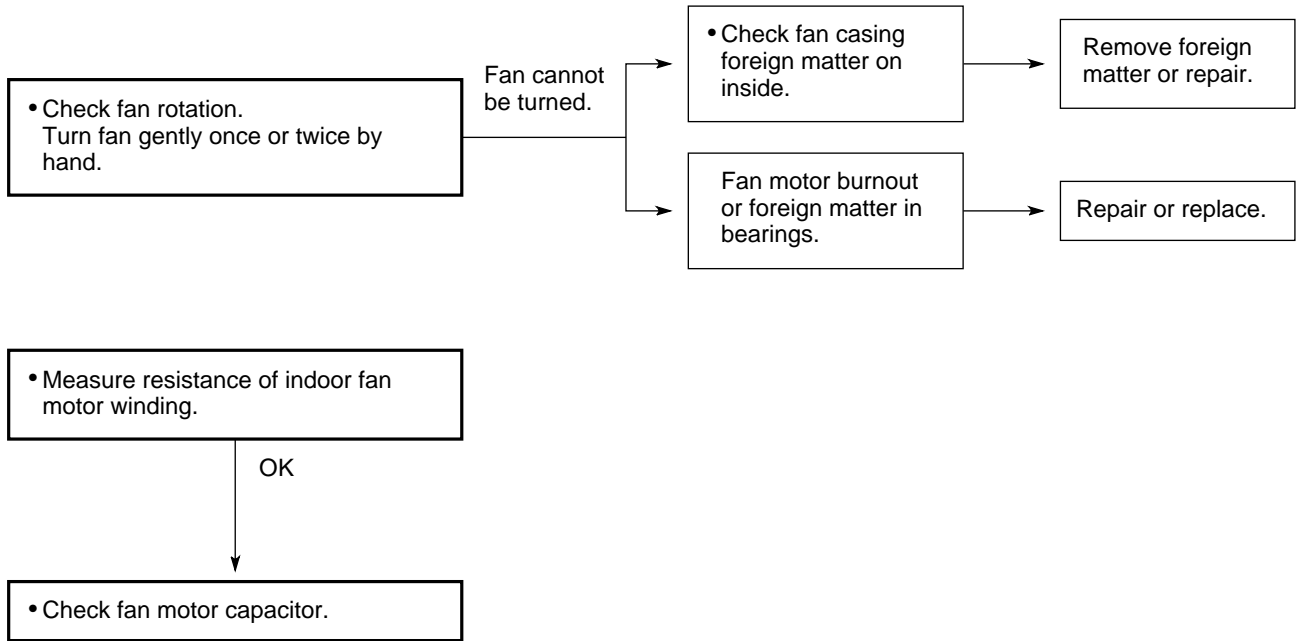 • Check fan rotation.
Turn fan gently once or twice by
hand.
Fan cannot
be turned.
• Check fan casing
foreign matter on
inside.
Remove foreign
matter or repair.
Fan motor burnout
or foreign matter in
bearings.
Repair or replace.
• Measure resistance of indoor fan
motor winding.
OK
• Check fan motor capacitor.